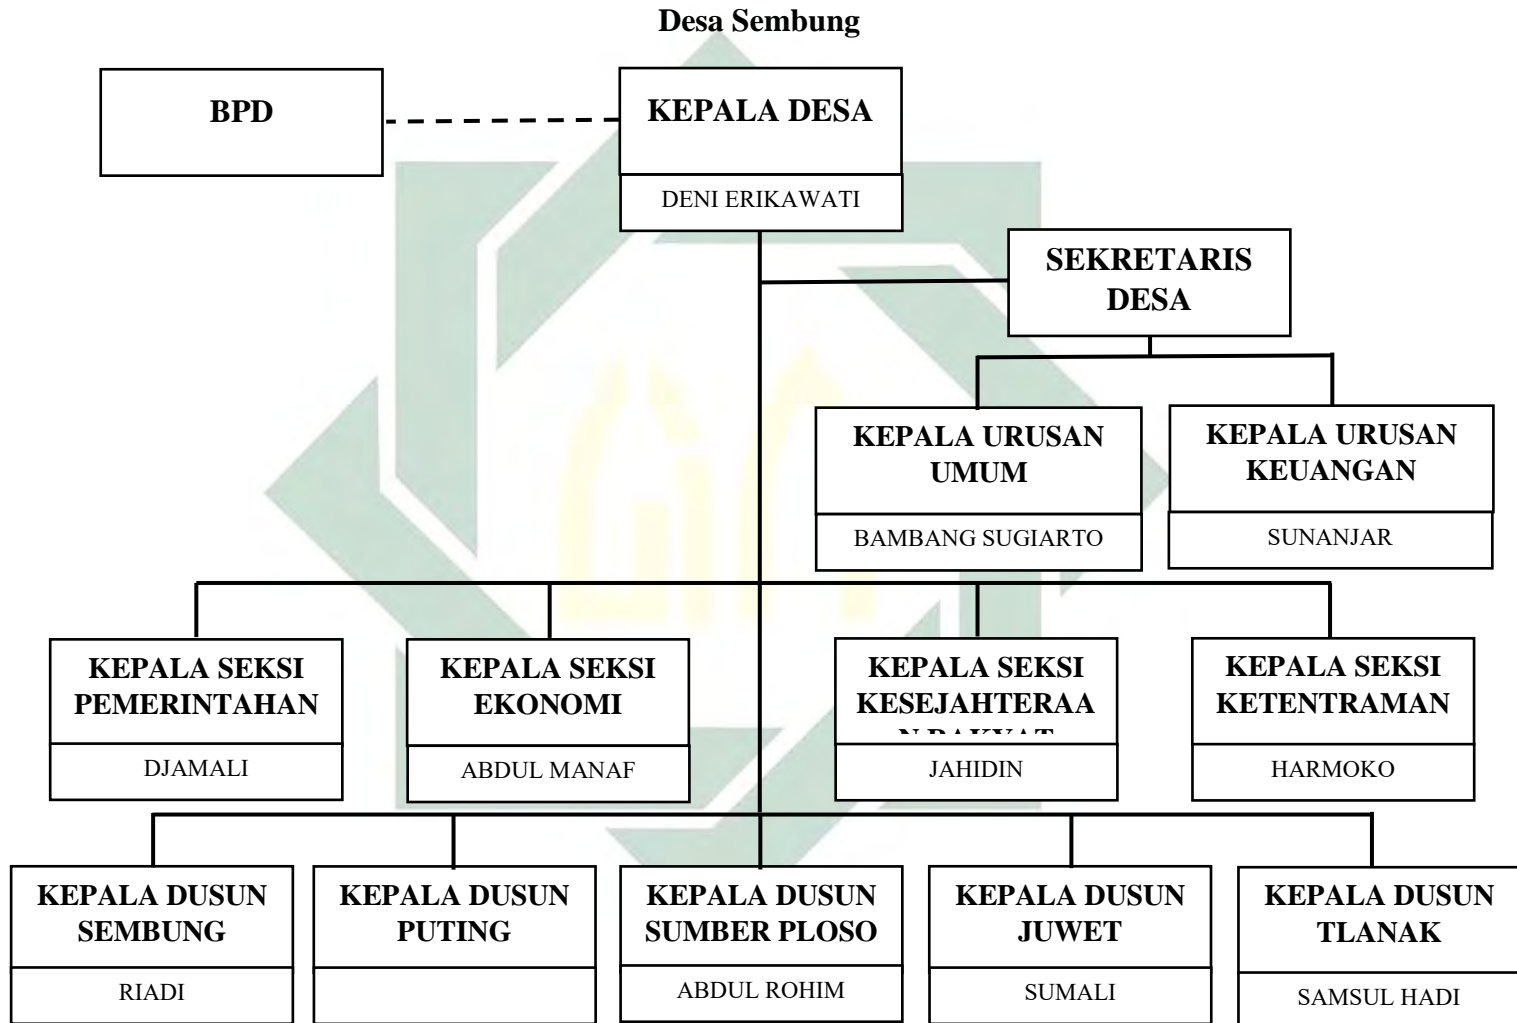 Desa Sembung
BPD
KEPALA DESA
DENI ERIKAWATI
SEKRETARIS
DESA
KEPALA URUSAN
UMUM
BAMBANG SUGIARTO
KEPALA URUSAN
KEUANGAN
SUNANJAR
KEPALA SEKSI
PEMERINTAHAN
DJAMALI
KEPALA SEKSI
EKONOMI
ABDUL MANAF
KEPALA SEKSI
KESEJAHTERAA
N RAKYAT
JAHIDIN
KEPALA SEKSI
KETENTRAMAN
HARMOKO
KEPALA DUSUN
SEMBUNG
RIADI
KEPALA DUSUN
PUTING
KEPALA DUSUN
SUMBER PLOSO
ABDUL ROHIM
KEPALA DUSUN
JUWET
SUMALI
KEPALA DUSUN
TLANAK
SAMSUL HADI